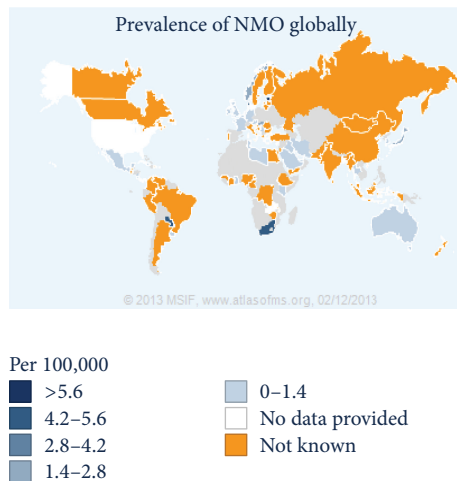 Prevalence of NMO globally
© 2013 MSIF, www.atlasofms.org, 02/12/2013
Per 100,000
>5.6
4.2–5.6
2.8–4.2
1.4–2.8
0–1.4
No data provided
Not known